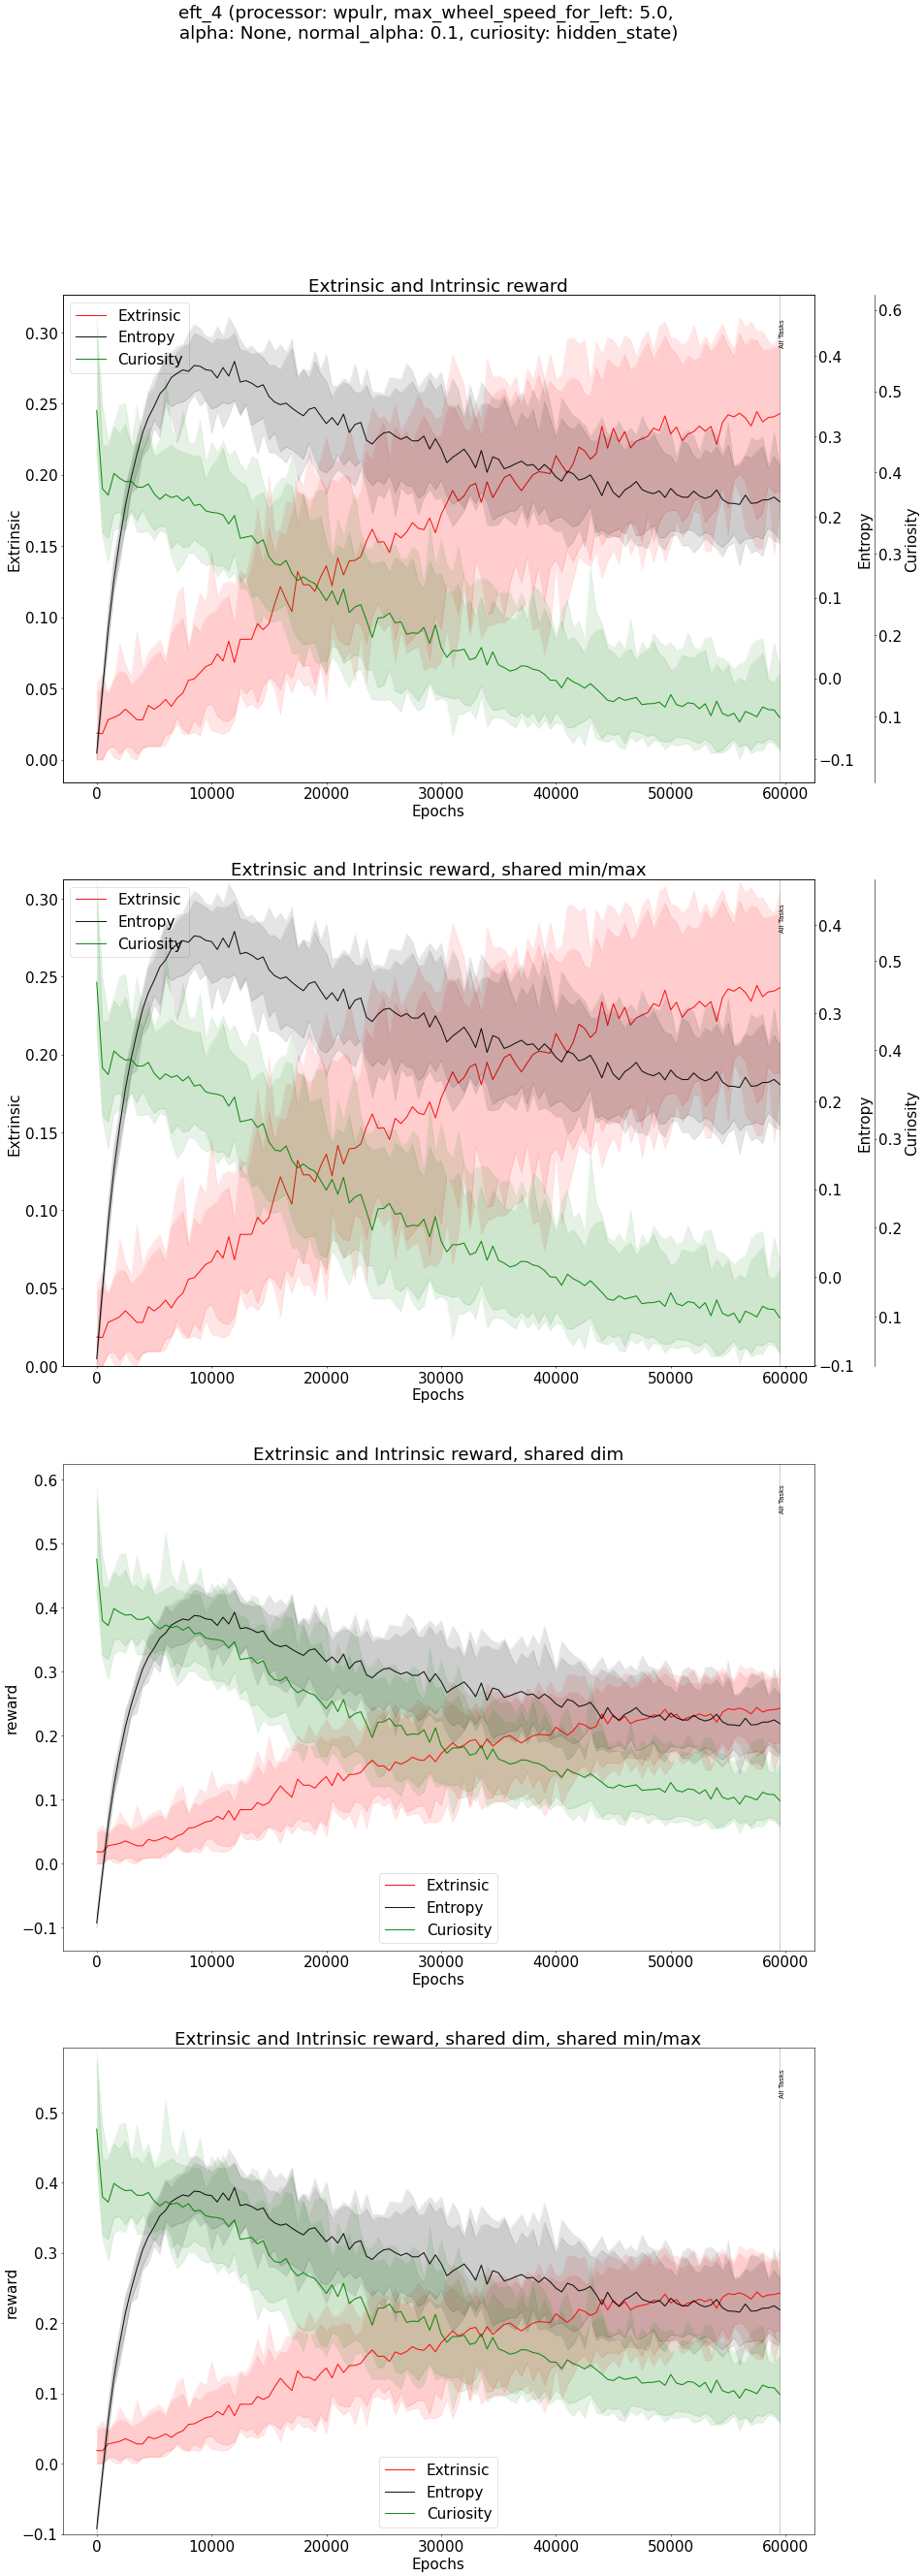 eft_4 (processor: wpulr, max_wheel_speed_for_left: 5.0,
alpha: None, normal_alpha: 0.1, curiosity: hidden_state)
Extrinsic and Intrinsic reward
Extrinsic
Entropy
Curiosity
All Tasks
0.30
0.25
0.20
0.15
0.10
0.05
0.00
Extrinsic
0.4
0.3
0.2
0.1
0.0
−0.1
Entropy
0.6
0.5
0.4
0.3
0.2
0.1
Curiosity
0 10000 20000 30000 40000 50000 60000
Epochs
Extrinsic and Intrinsic reward, shared min/max
Extrinsic
Entropy
Curiosity
All Tasks
0.30
0.25
0.20
0.15
0.10
0.05
0.00
Extrinsic
0.4
0.3
0.2
0.1
0.0
−0.1
Entropy
0.5
0.4
0.3
0.2
0.1
Curiosity
0 10000 20000 30000 40000 50000 60000
Epochs
Extrinsic and Intrinsic reward, shared dim
All Tasks
0.6
0.5
0.4
0.3
0.2
0.1
0.0
−0.1
reward
Extrinsic
Entropy
Curiosity
0 10000 20000 30000 40000 50000 60000
Epochs
Extrinsic and Intrinsic reward, shared dim, shared min/max
All Tasks
0.5
0.4
0.3
0.2
0.1
0.0
−0.1
reward
Extrinsic
Entropy
Curiosity
0 10000 20000 30000 40000 50000 60000
Epochs